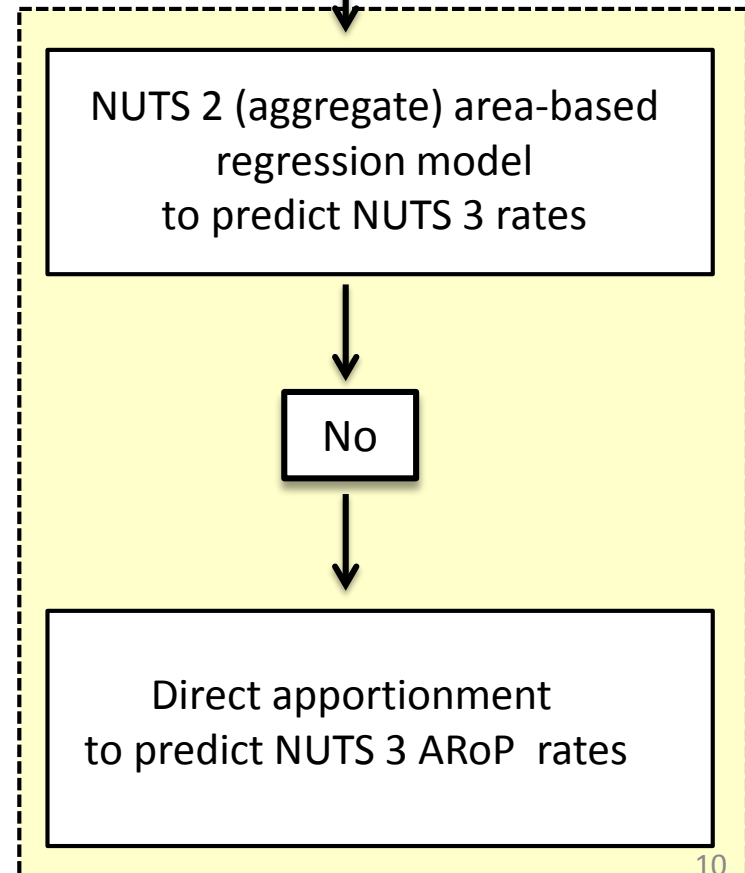 NUTS 2 (aggregate) area-based
regression model
to predict NUTS 3 rates
No
Direct apportionment
to predict NUTS 3 ARoP rates
10